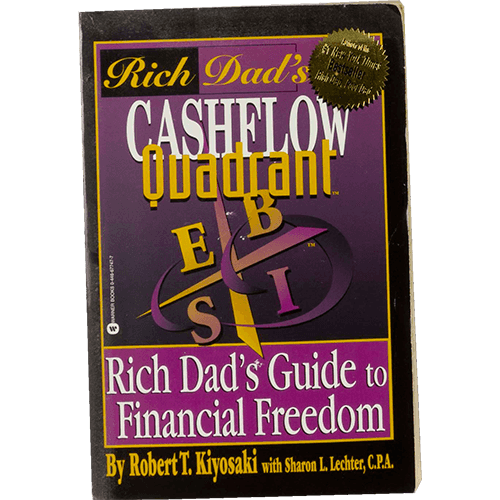 Rich Dad's
Authors of the
#1 New York Times
Bestseller
Rich Dad, Poor Dad
CASHFLOW
Quadrant™
E B
S I ™
WARNER BOOKS 0-446-67747-7
Rich Dad's Guide to
Financial Freedom
By Robert T. Kiyosaki with Sharon L. Lechter, C.P.A.